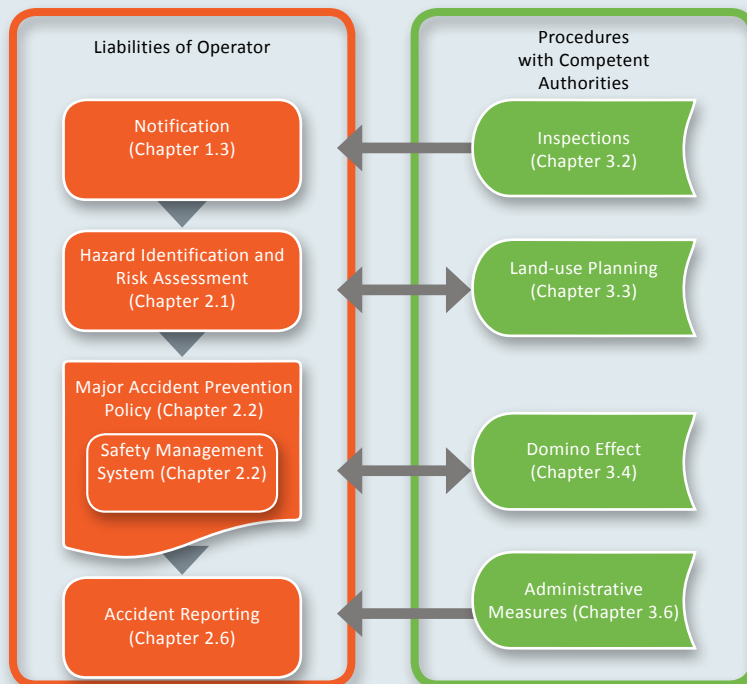 Liabilities of Operator
Notification
(Chapter 1.3)
Hazard Identification and
Risk Assessment
(Chapter 2.1)
Major Accident Prevention
Policy (Chapter 2.2)
Safety Management
System (Chapter 2.2)
Accident Reporting
(Chapter 2.6)
Procedures
with Competent
Authorities
Inspections
(Chapter 3.2)
Land-use Planning
(Chapter 3.3)
Domino Effect
(Chapter 3.4)
Administrative
Measures (Chapter 3.6)